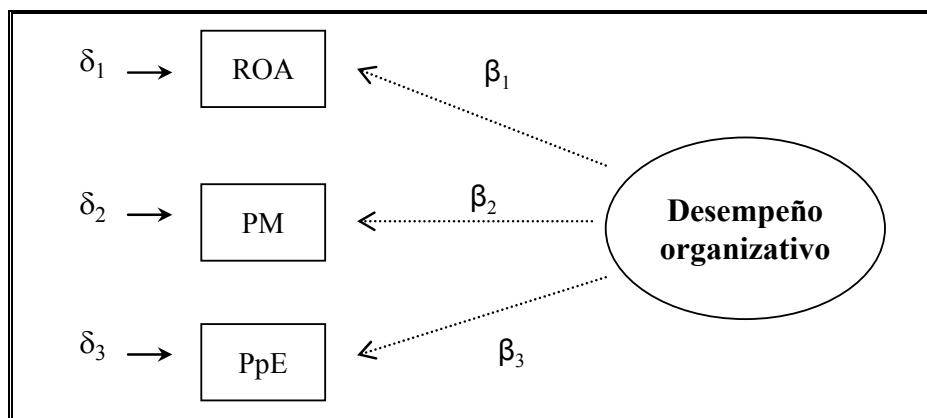 δ1 ROA β1
δ2 PM β2
Desempeño
organizativo
δ3 PpE β3